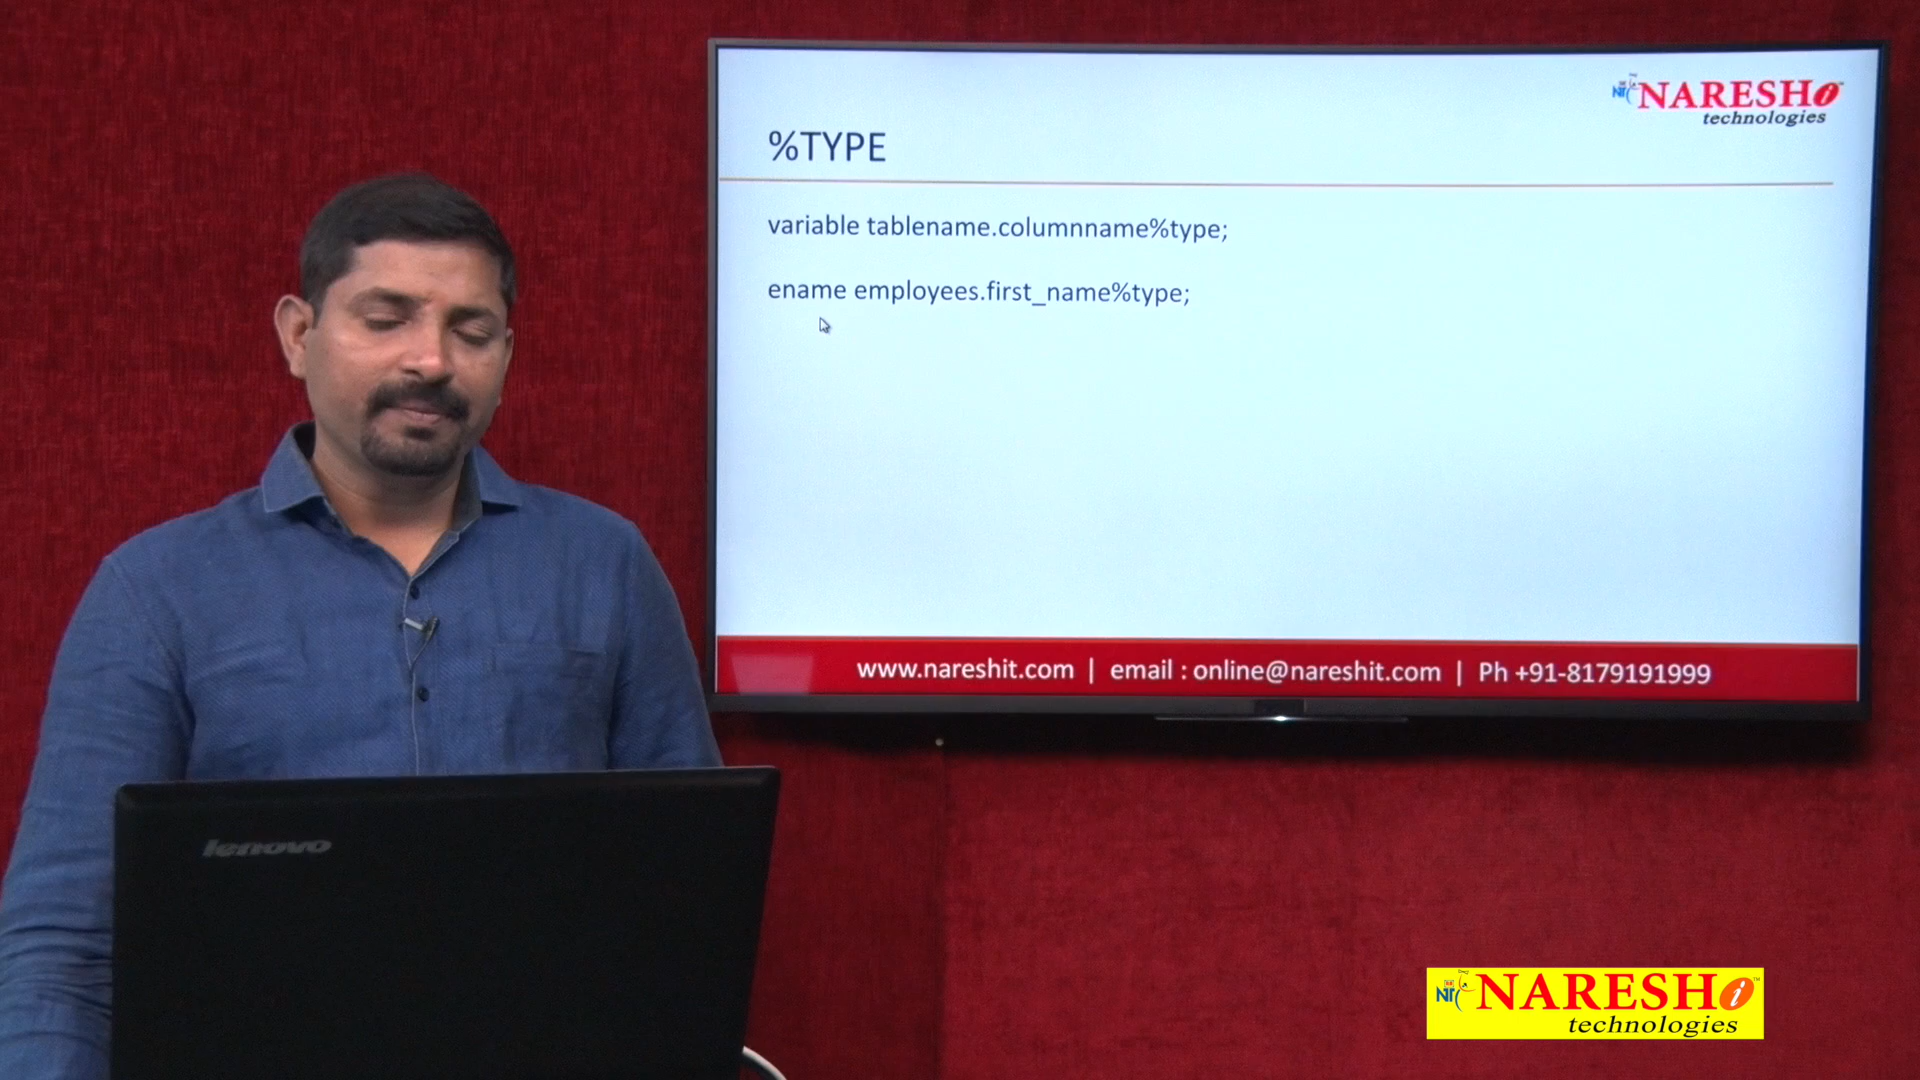 NARESH i
technologies
%TYPE
variable tablename.columnname%type;
ename employees.first_name%type;
www.nareshit.com | email : online@nareshit.com | Ph +91-8179191999
lenovo
NARESH i
technologies